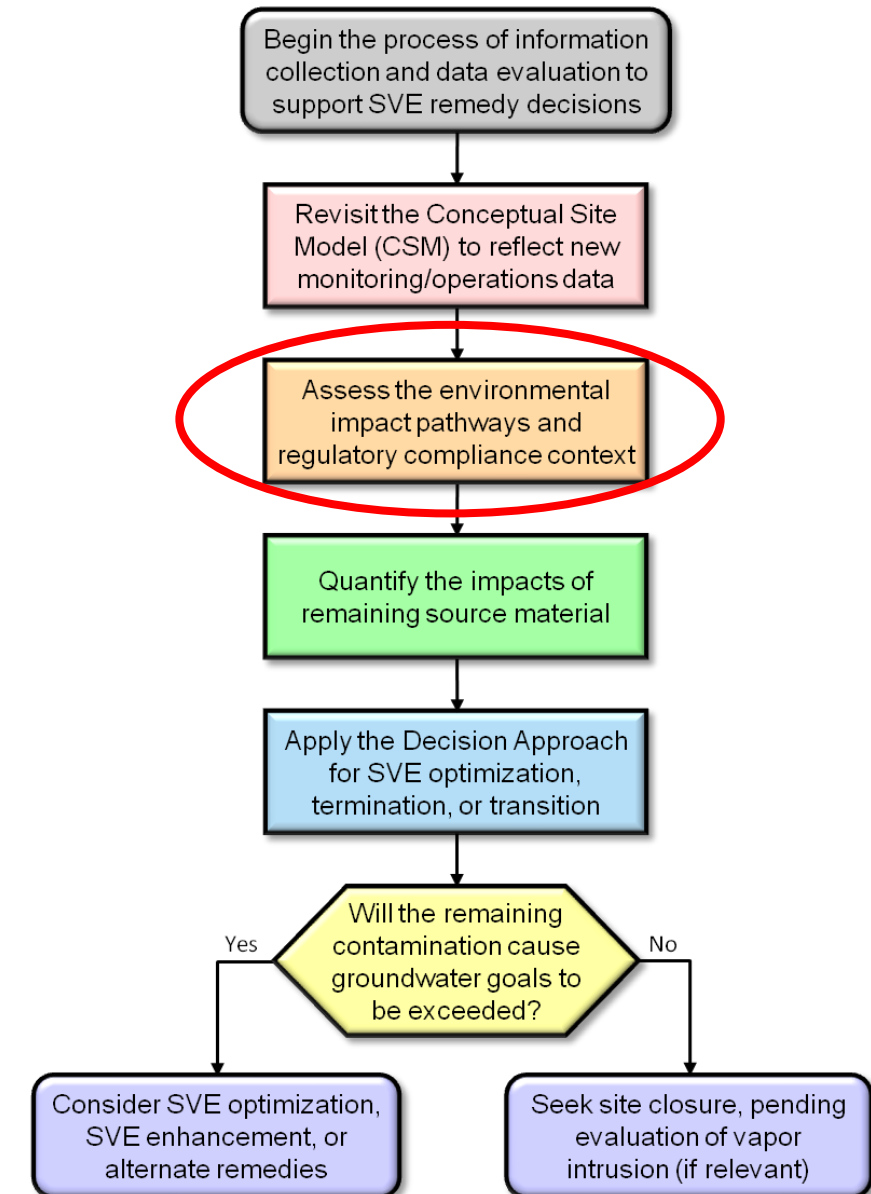 Begin the process of information
collection and data evaluation to
support SVE remedy decisions
Revisit the Conceptual Site
Model (CSM) to reflect new
monitoring/operations data
Assess the environmental
impact pathways and
regulatory compliance context
Quantify the impacts of
remaining source material
Apply the Decision Approach
for SVE optimization,
termination, or transition
Will the remaining
contamination cause
groundwater goals to
be exceeded?
Yes
No
Consider SVE optimization,
SVE enhancement, or
alternate remedies
Seek site closure, pending
evaluation of vapor
intrusion (if relevant)